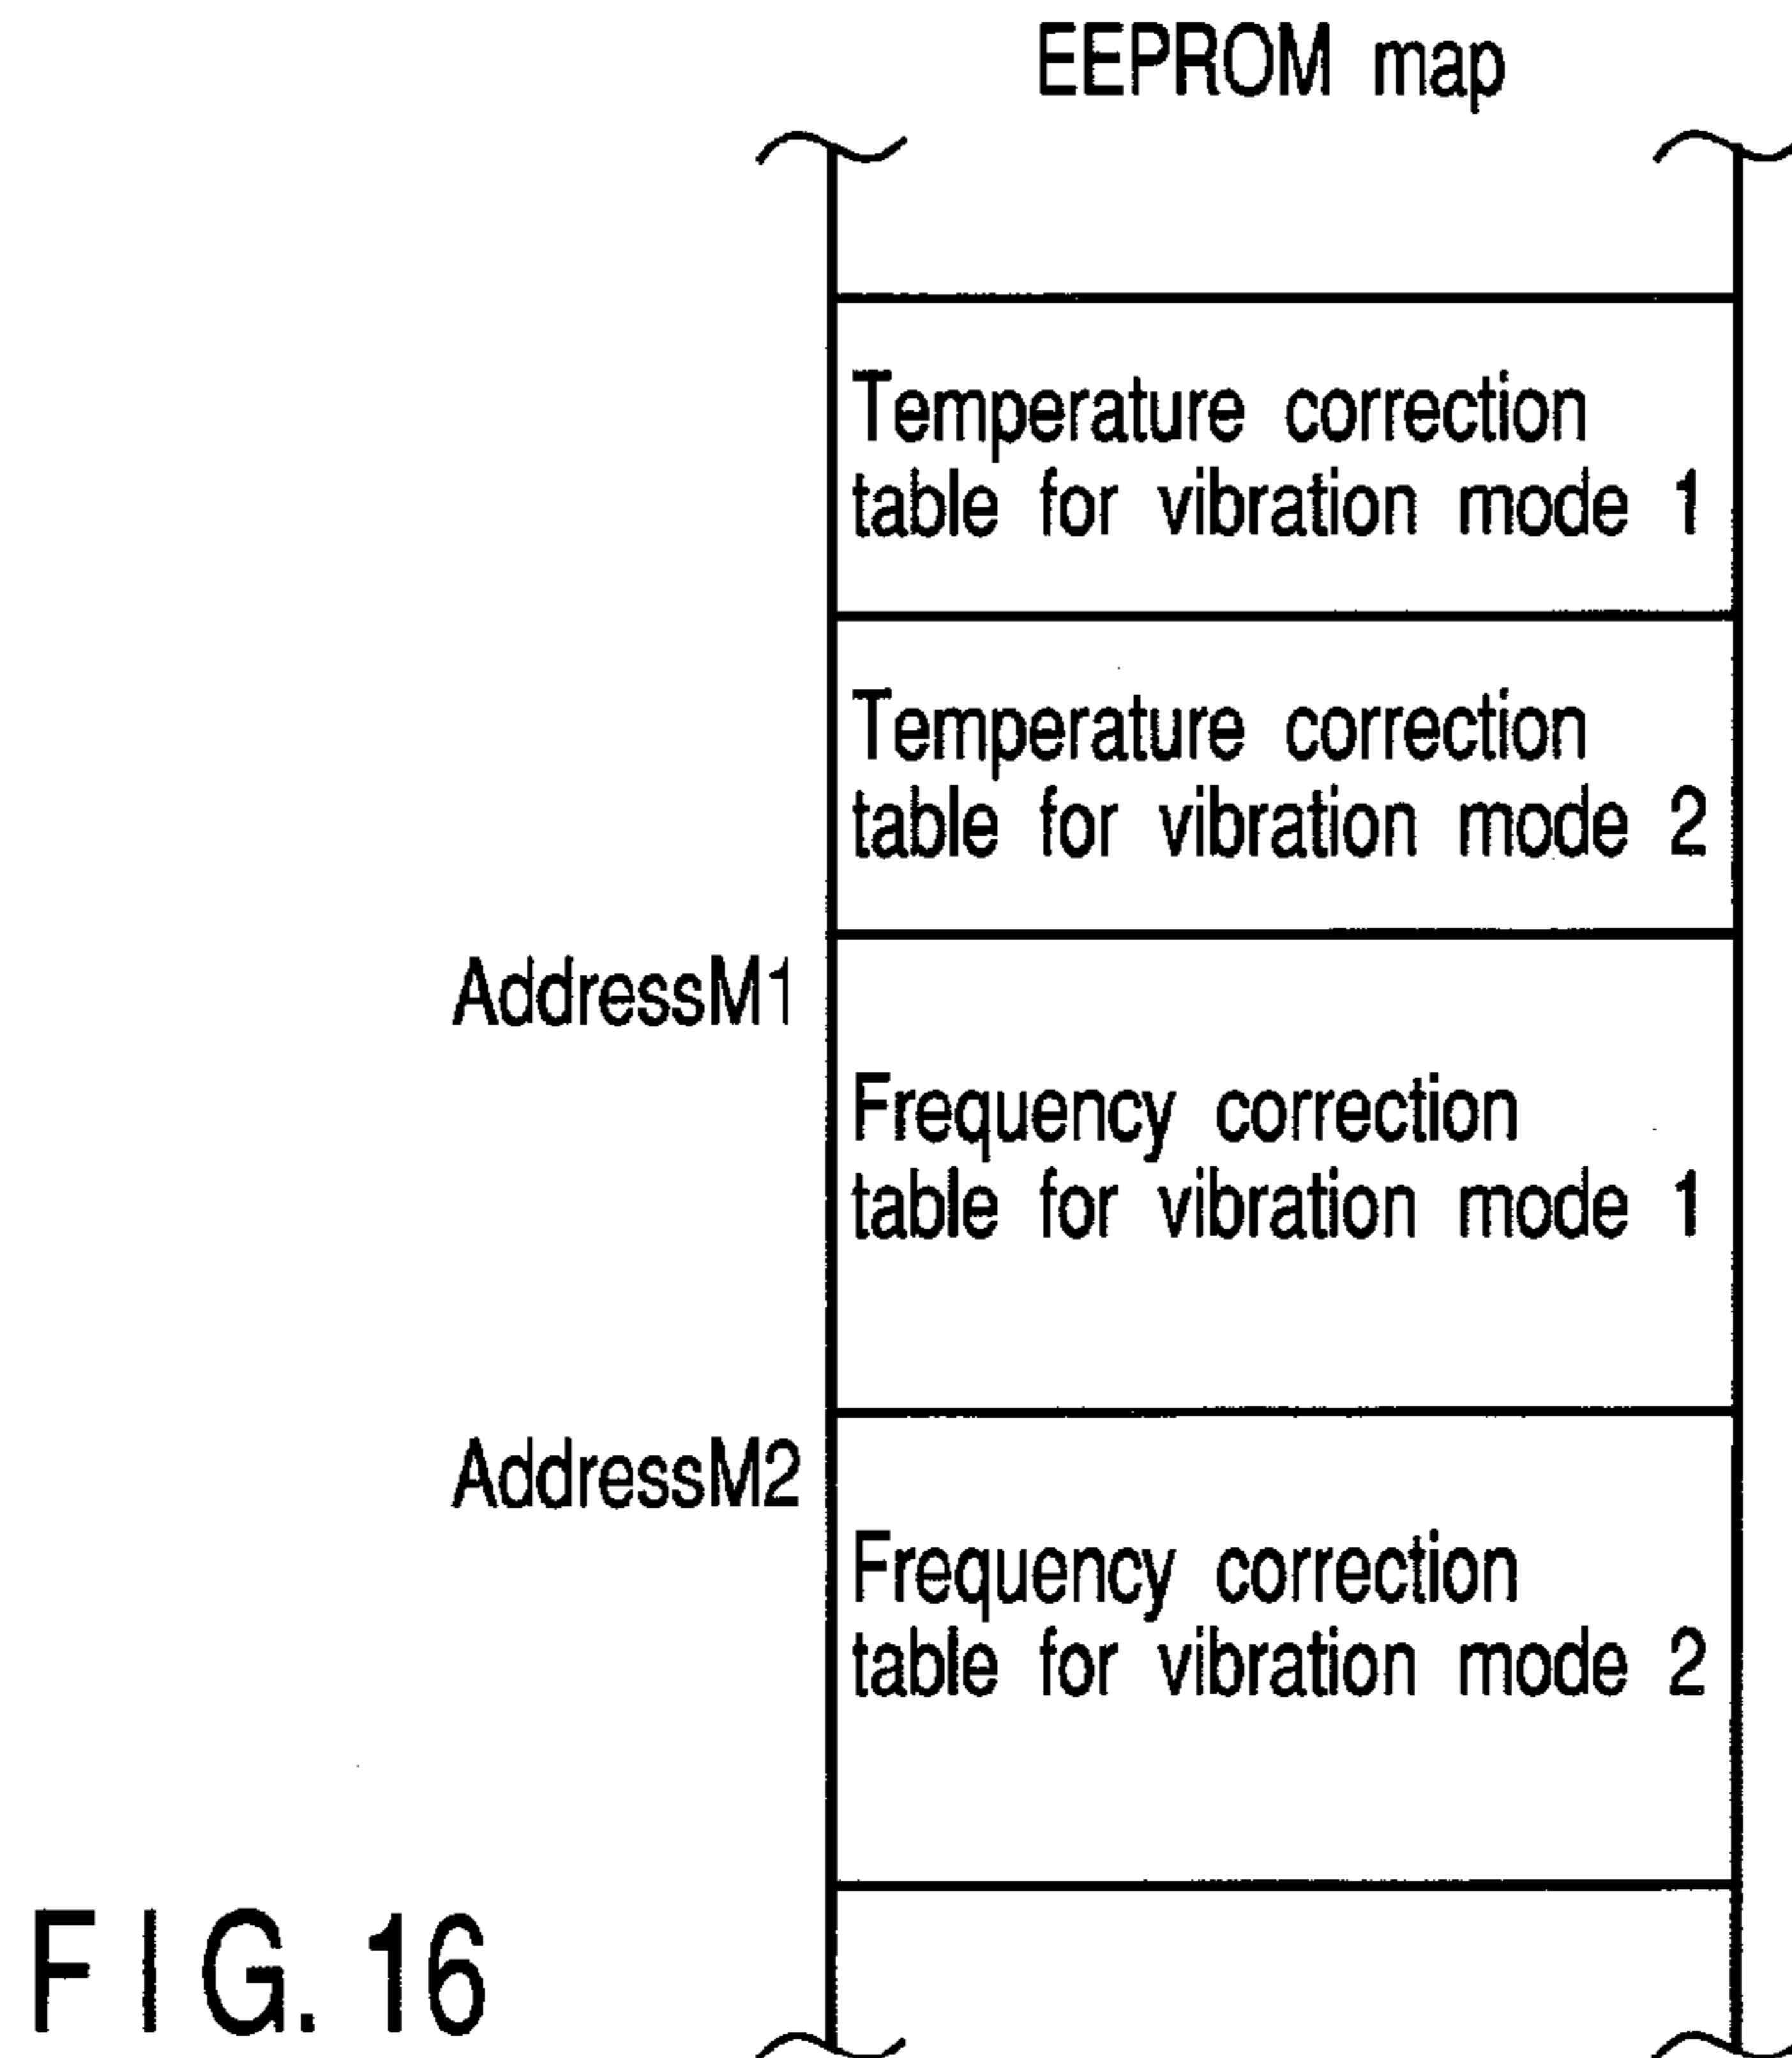 EEPROM map
Temperature correction
table for vibration mode 1
Temperature correction
table for vibration mode 2
AddressM1
Frequency correction
table for vibration mode 1
AddressM2
Frequency correction
table for vibration mode 2
FIG. 16